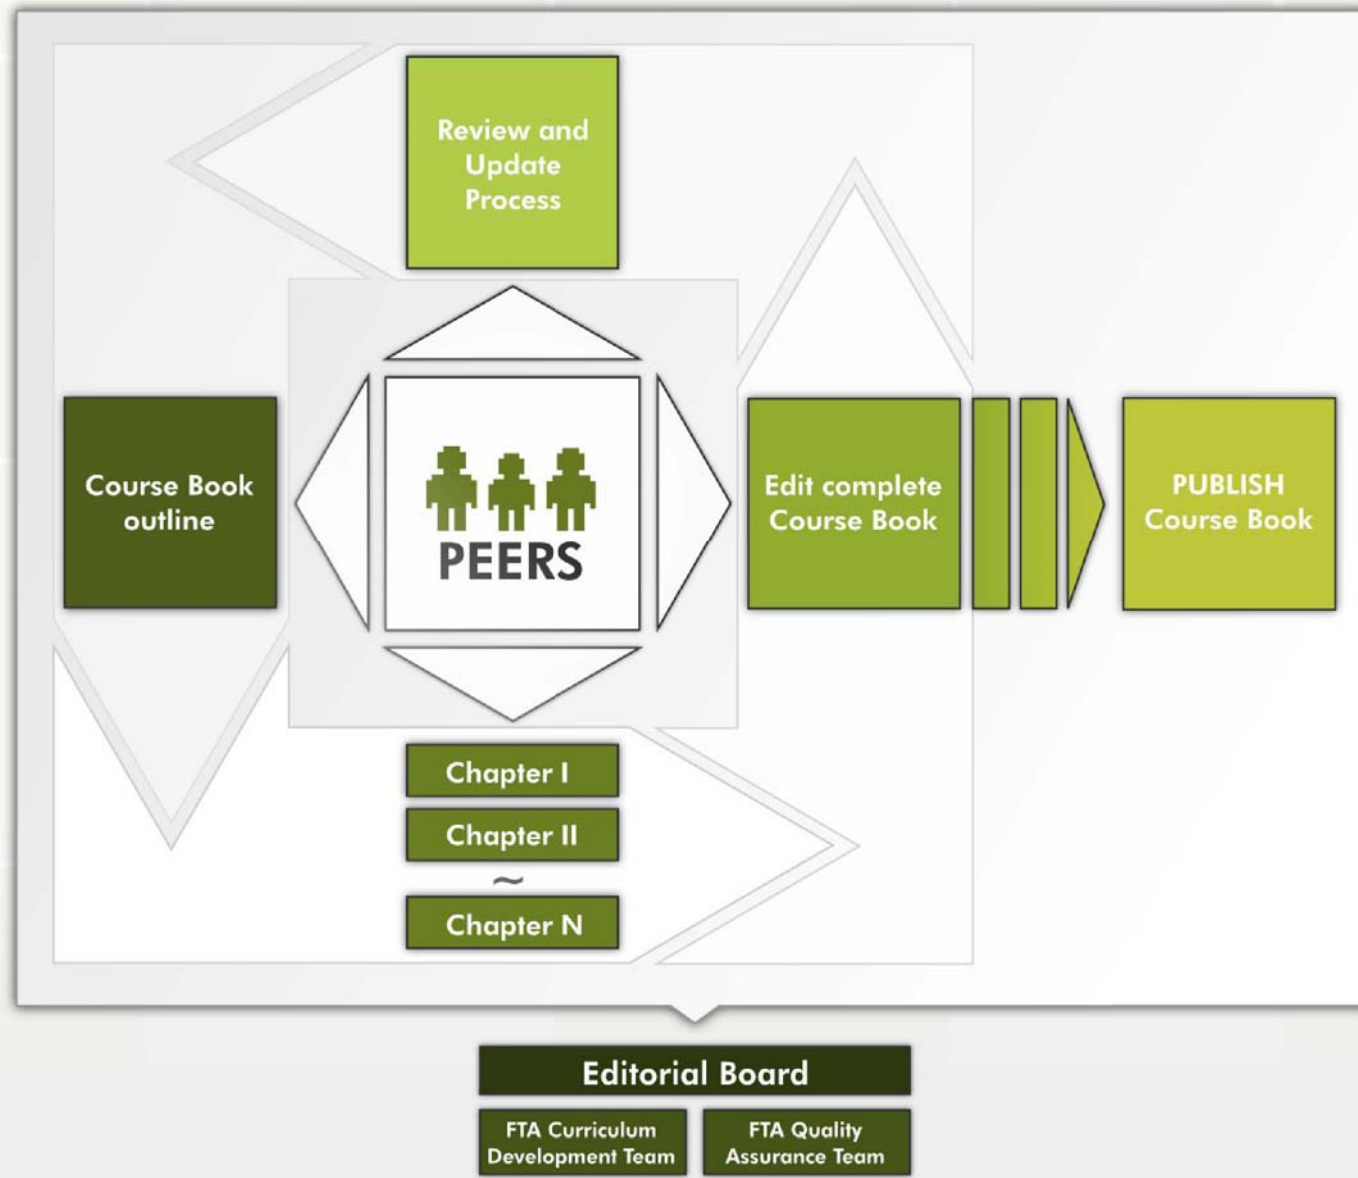 Review and
Update
Process
Course Book
outline
PEERS
Edit complete
Course Book
PUBLISH
Course Book
Chapter I
Chapter II
~
Chapter N
Editorial Board
FTA Curriculum
Development Team
FTA Quality
Assurance Team